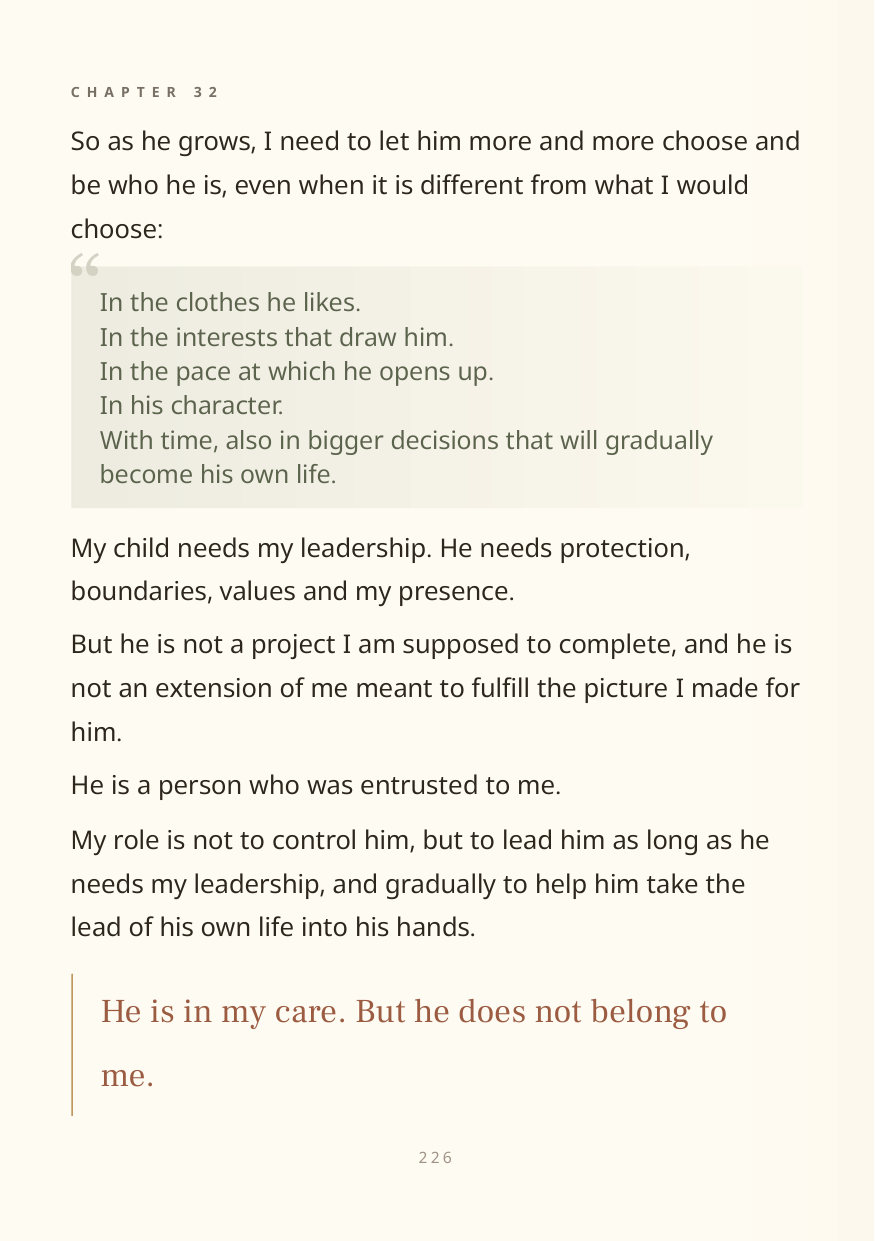 CHAPTER 32
So as he grows, I need to let him more and more choose and
be who he is, even when it is different from what I would
choose:
“
In the clothes he likes.
In the interests that draw him.
In the pace at which he opens up.
In his character.
With time, also in bigger decisions that will gradually
become his own life.
My child needs my leadership. He needs protection,
boundaries, values and my presence.
But he is not a project I am supposed to complete, and he is
not an extension of me meant to fulfill the picture I made for
him.
He is a person who was entrusted to me.
My role is not to control him, but to lead him as long as he
needs my leadership, and gradually to help him take the
lead of his own life into his hands.
He is in my care. But he does not belong to
me.
226